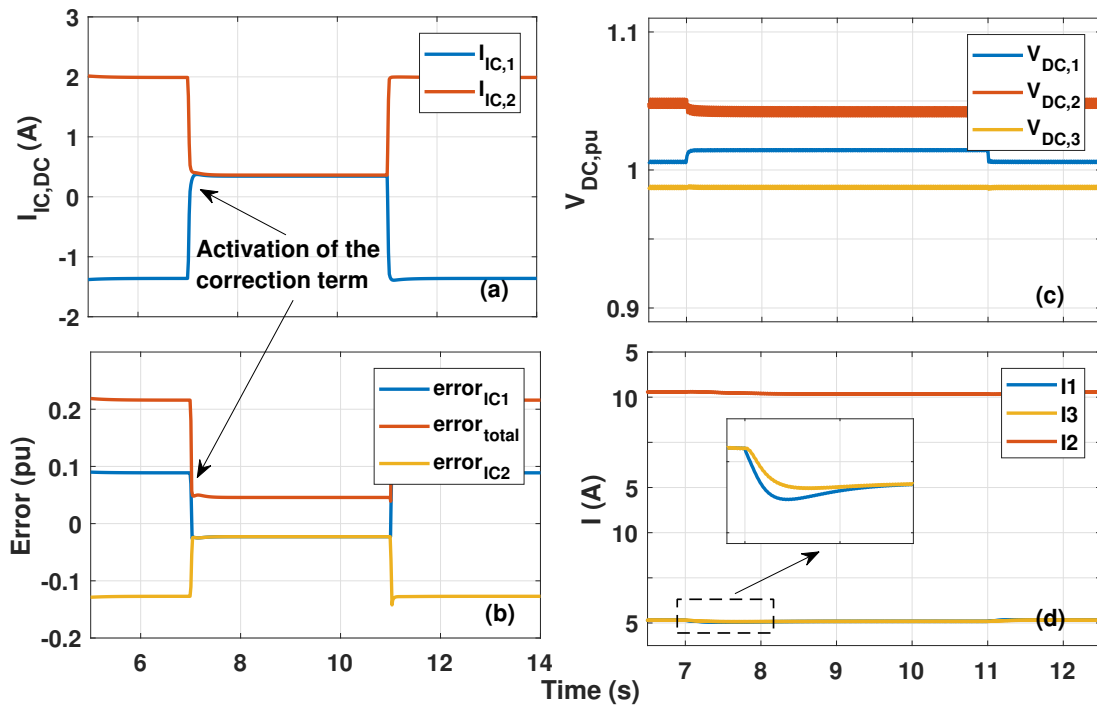 3
2
1
0
-1
-2
I_IC,DC (A)
I_IC,1
I_IC,2
Activation of the
correction term
(a)
0.2
0.1
0
-0.1
-0.2
Error (pu)
error_IC1
error_total
error_IC2
(b)
6 8 10 12 14
1.1
1
0.9
V_DC,pu
V_DC,1
V_DC,2
V_DC,3
(c)
5
10
5
10
5
I (A)
I1
I3
I2
(d)
7 8 9 10 11 12
Time (s)